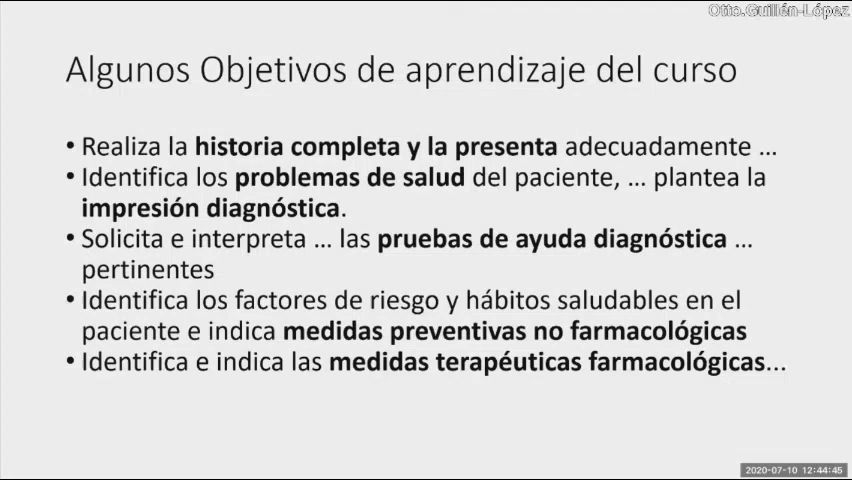 Otto.Guillén-López
Algunos Objetivos de aprendizaje del curso
• Realiza la historia completa y la presenta adecuadamente ...
• Identifica los problemas de salud del paciente, ... plantea la
impresión diagnóstica.
• Solicita e interpreta ... las pruebas de ayuda diagnóstica ...
pertinentes
• Identifica los factores de riesgo y hábitos saludables en el
paciente e indica medidas preventivas no farmacológicas
• Identifica e indica las medidas terapéuticas farmacológicas...
2020-07-10 12:44:45